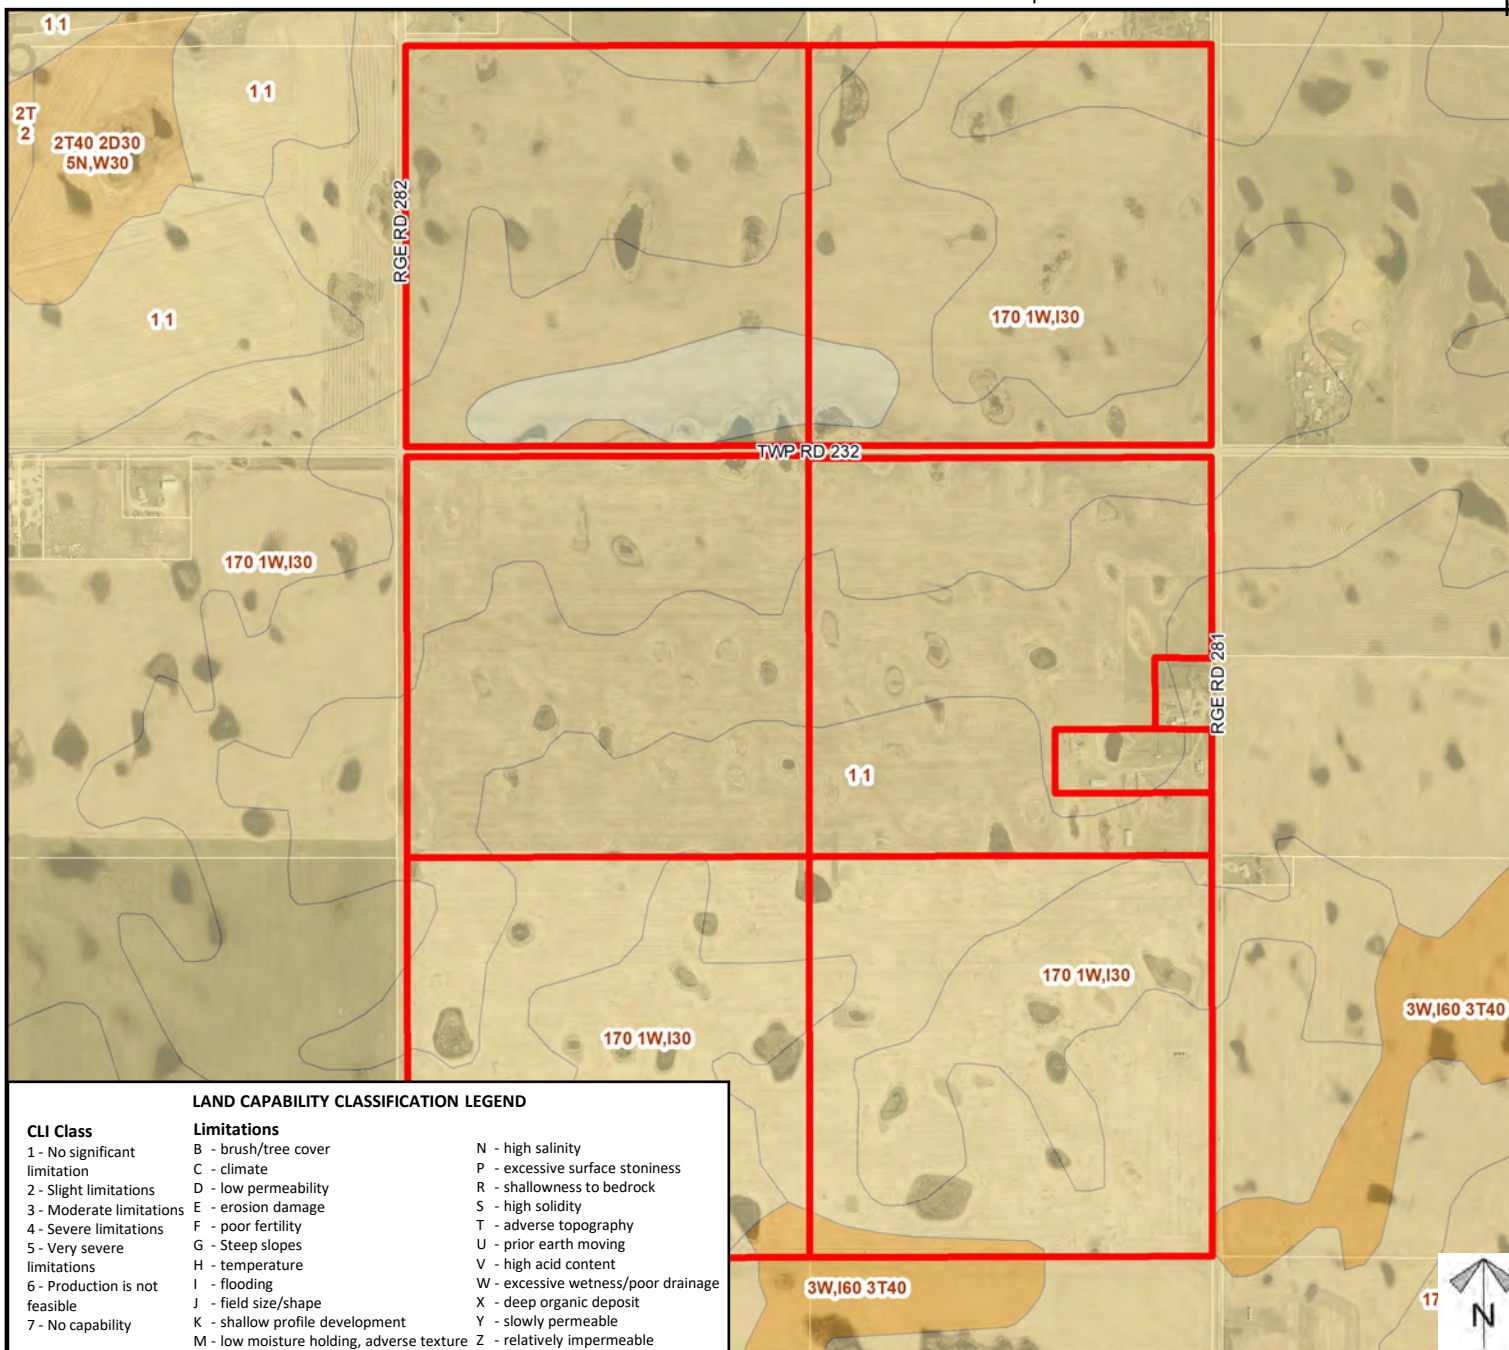 1 1
1 1
2T
2
2T40 2D30
5N,W30
RGE RD 282
1 1
170 1W,I30
TWP RD 232
170 1W,I30
RGE RD 281
1 1
170 1W,I30
170 1W,I30
3W,I60 3T40
3W,I60 3T40
17
N
LAND CAPABILITY CLASSIFICATION LEGEND
CLI Class
1 - No significant
limitation
2 - Slight limitations
3 - Moderate limitations
4 - Severe limitations
5 - Very severe
limitations
6 - Production is not
feasible
7 - No capability
Limitations
B - brush/tree cover
C - climate
D - low permeability
E - erosion damage
F - poor fertility
G - Steep slopes
H - temperature
I - flooding
J - field size/shape
K - shallow profile development
M - low moisture holding, adverse texture
N - high salinity
P - excessive surface stoniness
R - shallowness to bedrock
S - high solidity
T - adverse topography
U - prior earth moving
V - high acid content
W - excessive wetness/poor drainage
X - deep organic deposit
Y - slowly permeable
Z - relatively impermeable